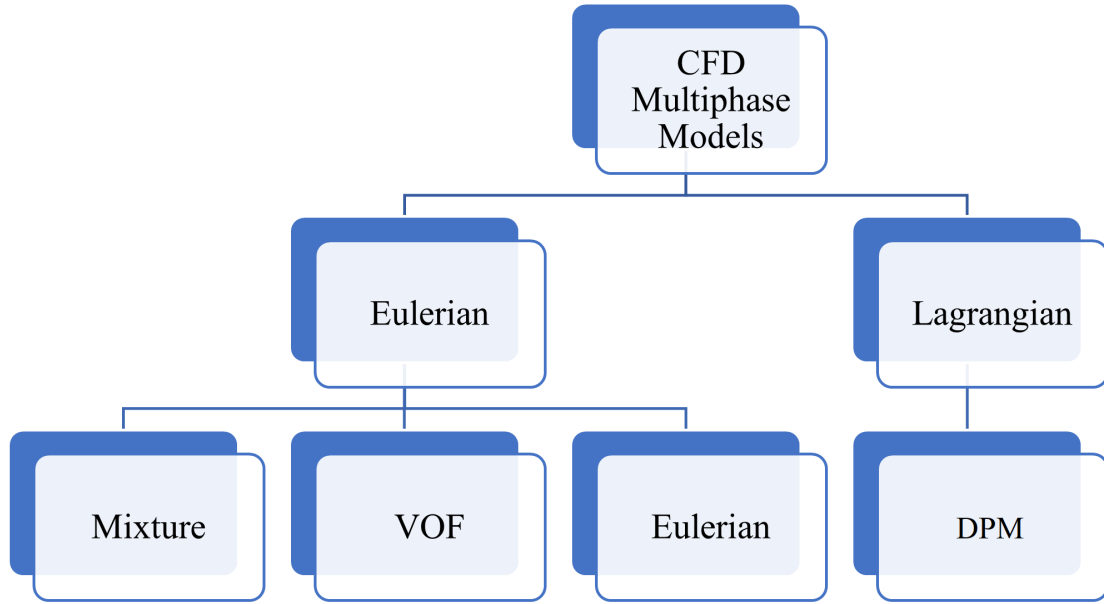 CFD
Multiphase
Models
Eulerian
Lagrangian
Mixture
VOF
Eulerian
DPM